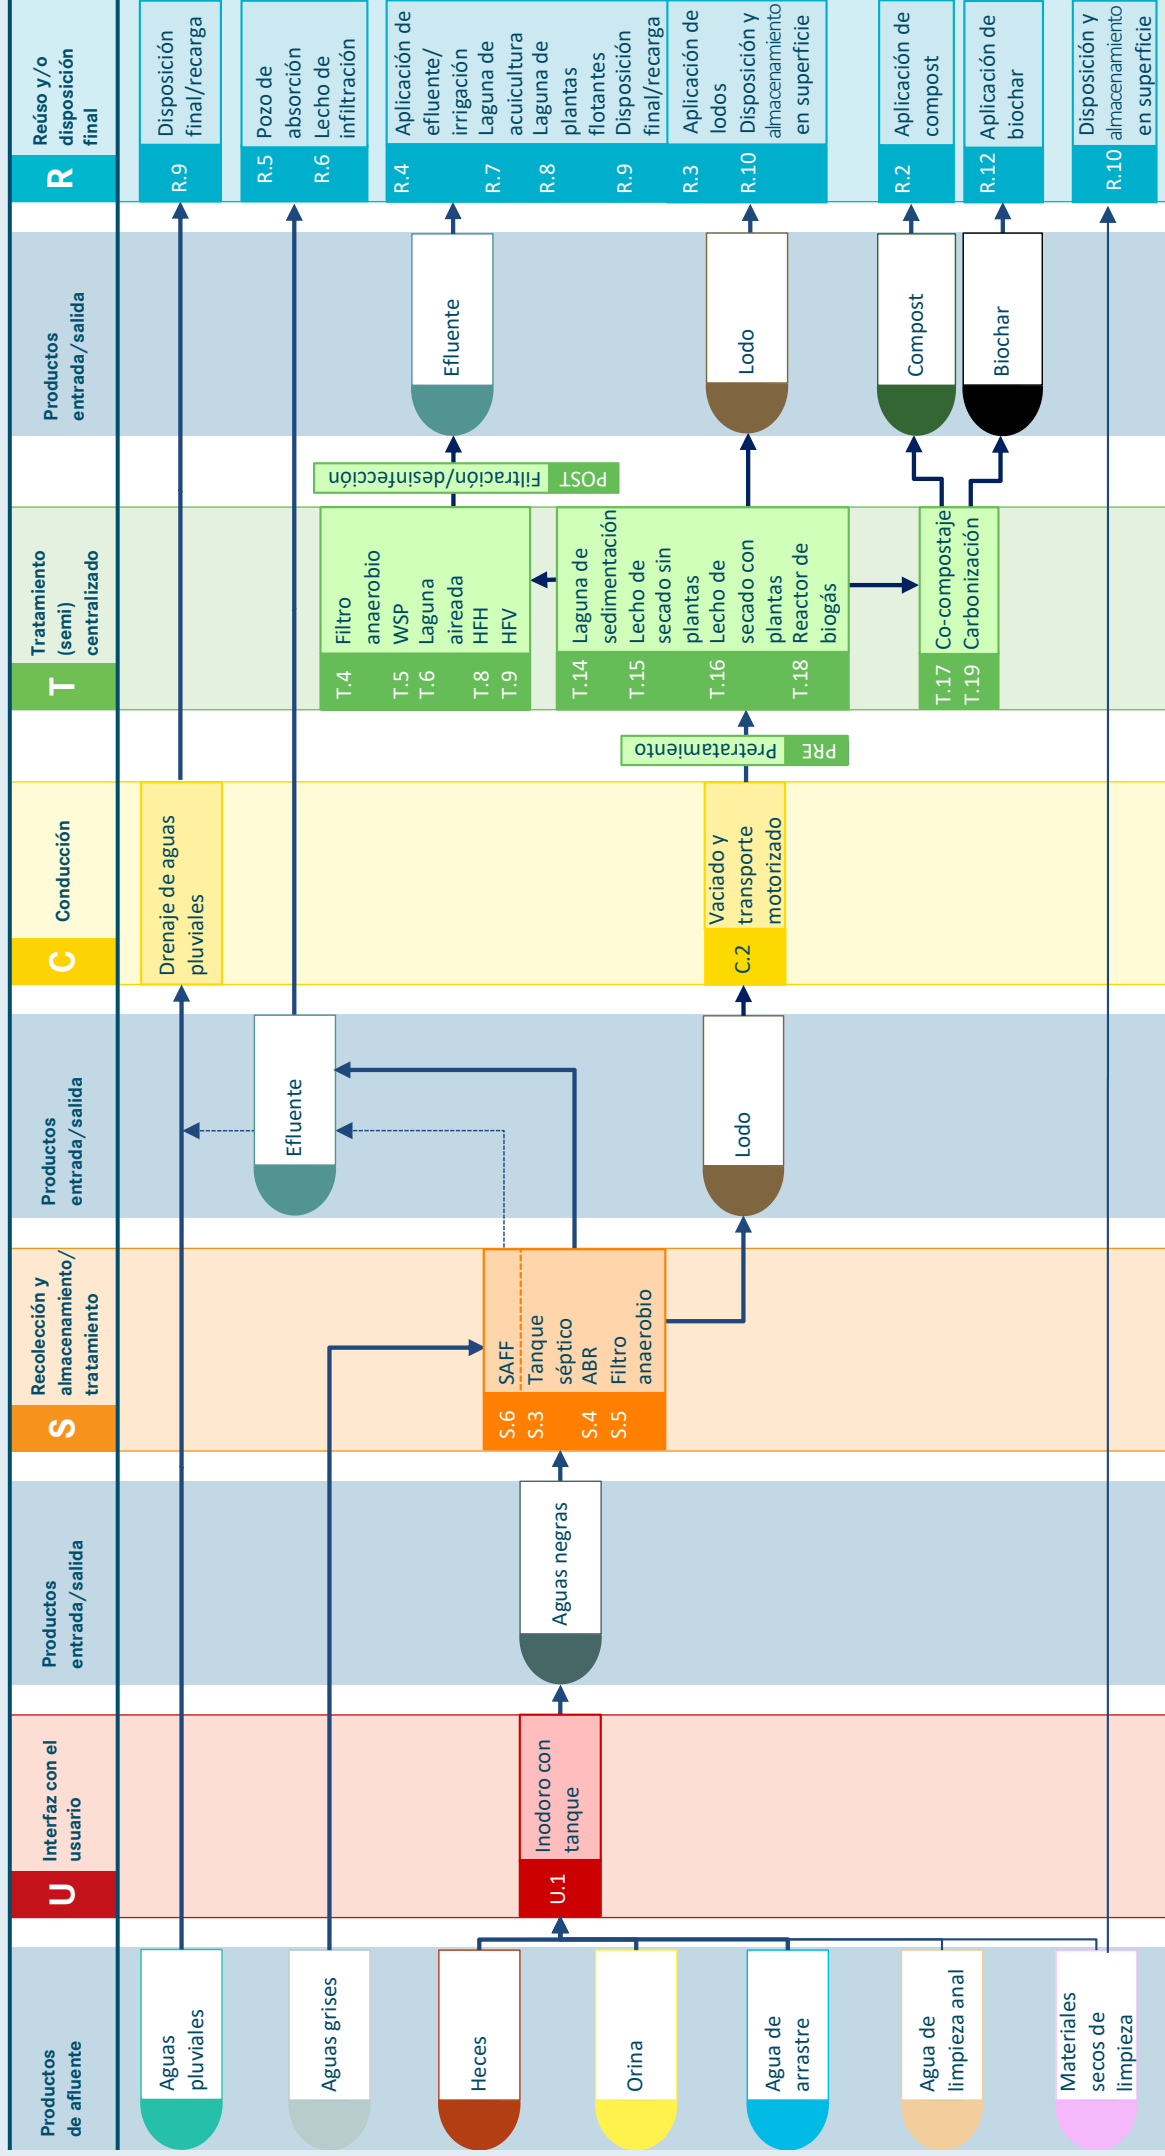 Productos
de afluente
U
Interfaz con el
usuario
Productos
entrada/salida
S
Recolección y
almacenamiento/
tratamiento
Productos
entrada/salida
C
Conducción
T
Tratamiento
(semi)
centralizado
Productos
entrada/salida
R
Reúso y/o
disposición
final
Aguas
pluviales
Drenaje de aguas
pluviales
R.9
Disposición
final/recarga
Aguas grises
Efluente
R.5
Pozo de
absorción
R.6
Lecho de
infiltración
Heces
Orina
Agua de
arrastre
Agua de
limpieza anal
Materiales
secos de
limpieza
U.1
Inodoro con
tanque
Aguas negras
S.6
SAFF
S.3
Tanque
séptico
S.4
ABR
S.5
Filtro
anaerobio
Lodo
C.2
Vaciado y
transporte
motorizado
PRE
Pretratamiento
T.4
Filtro
anaerobio
T.5
WSP
T.6
Laguna
aireada
T.8
HFH
T.9
HFV
T.14
Laguna de
sedimentación
T.15
Lecho de
secado sin
plantas
T.16
Lecho de
secado con
plantas
T.18
Reactor de
biogás
T.17
Co-compostaje
T.19
Carbonización
POST
Filtración/desinfección
Efluente
Lodo
Compost
Biochar
R.4
Aplicación de
efluente/
irrigación
R.7
Laguna de
acuicultura
R.8
Laguna de
plantas
flotantes
R.9
Disposición
final/recarga
R.3
Aplicación de
lodos
R.10
Disposición y
almacenamiento
en superficie
R.2
Aplicación de
compost
R.12
Aplicación de
biochar
R.10
Disposición y
almacenamiento
en superficie